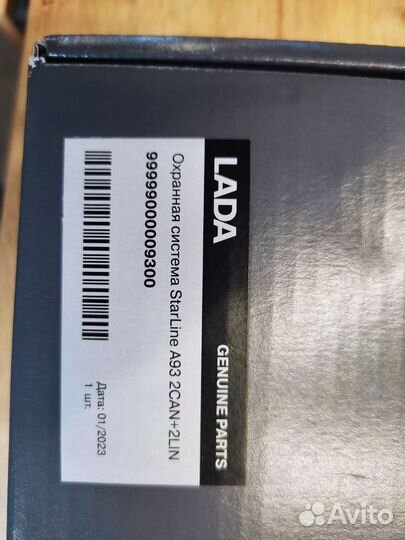 LADA
GENUINE PARTS
Охранная система StarLine A93 2CAN+2LIN
99999000009300
Дата: 01/2023
1 шт.
Avito